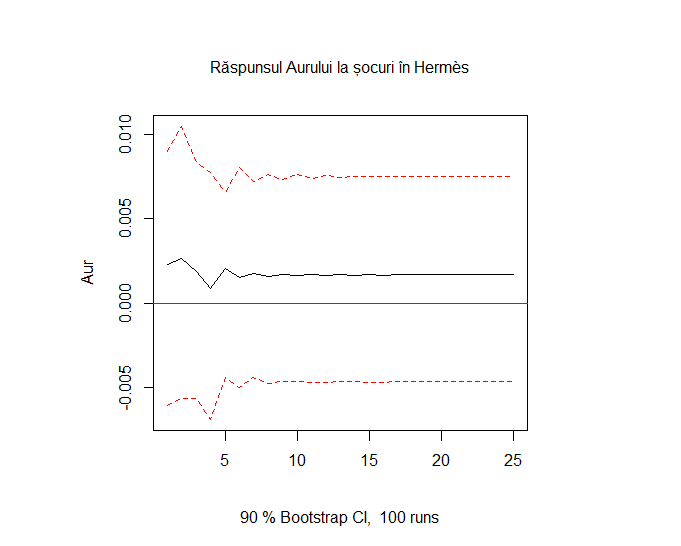 Răspunsul Aurului la șocuri în Hermès
Aur
0.010
0.005
0.000
-0.005
5 10 15 20 25
90 % Bootstrap CI, 100 runs